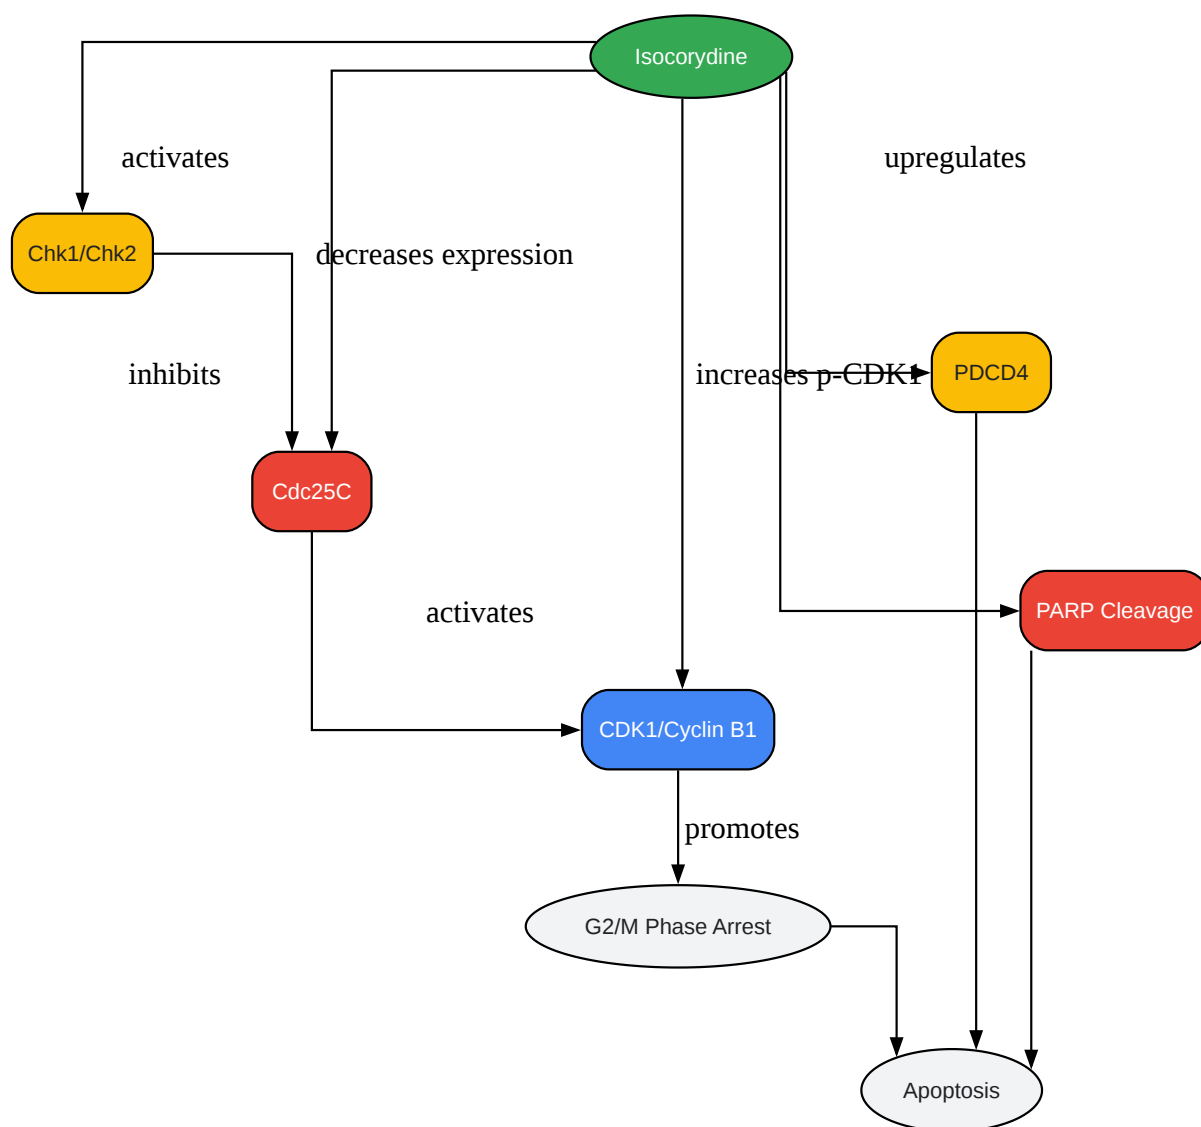 Isocorydine
activates
upregulates
Chk1/Chk2
decreases expression
inhibits
increases p-CDK1
PDCD4
Cdc25C
activates
PARP Cleavage
CDK1/Cyclin B1
promotes
G2/M Phase Arrest
Apoptosis